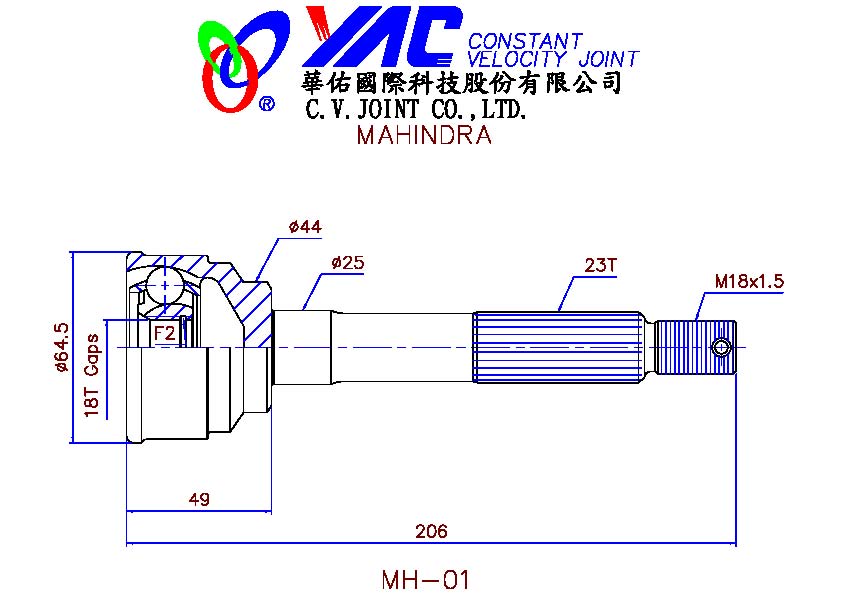 YAC CONSTANT
VELOCITY JOINT
®
華佑國際科技股份有限公司
C.V.JOINT CO.,LTD.
MAHINDRA
ø44
ø25
23T
M18x1.5
ø64.5
18T Gaps
F2
49
206
MH-01